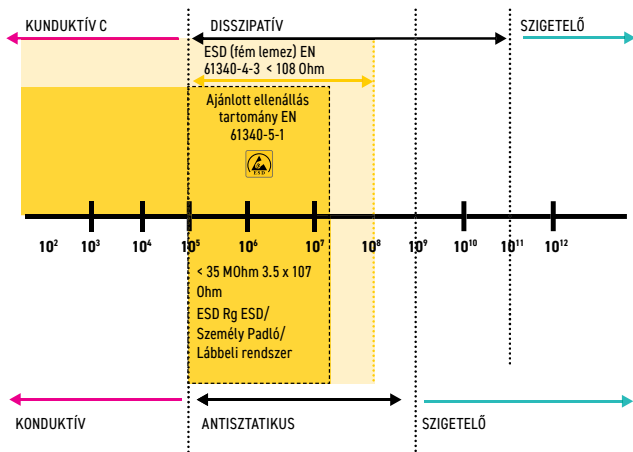 KUNDUKTÍV C
DISSZIPATÍV
SZIGETELŐ
ESD (fém lemez) EN
61340-4-3 < 108 Ohm
Ajánlott ellenállás
tartomány EN
61340-5-1
ESD
10² 10³ 10⁴ 10⁵ 10⁶ 10⁷ 10⁸ 10⁹ 10¹⁰ 10¹¹ 10¹²
< 35 MOhm 3.5 x 107
Ohm
ESD Rg ESD/
Személy Padló/
Lábbeli rendszer
KONDUKTÍV
ANTISZTATIKUS
SZIGETELŐ